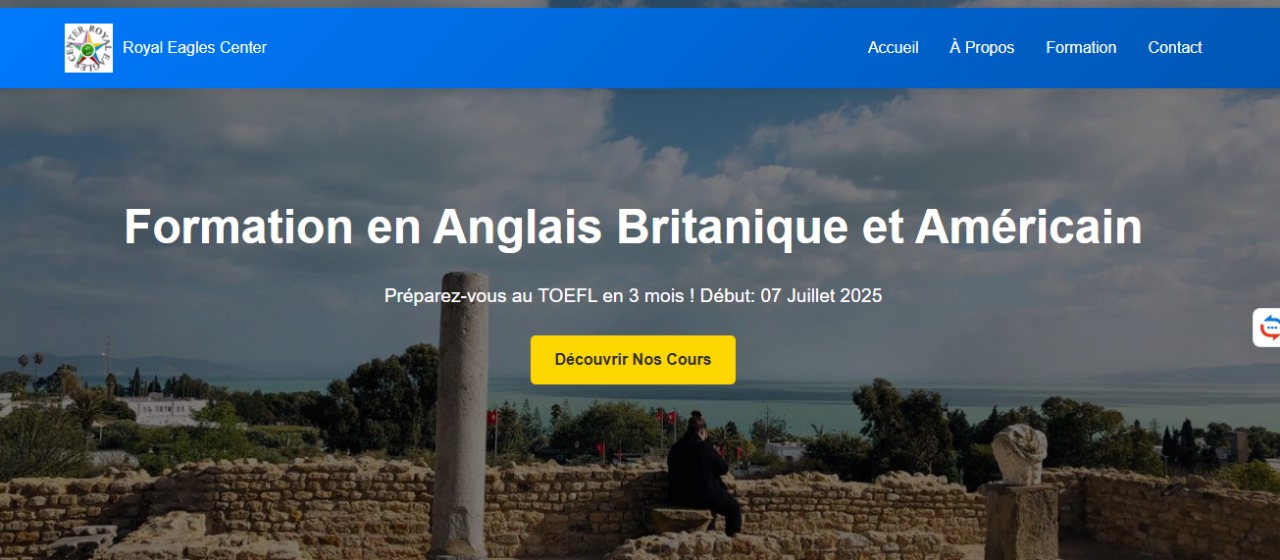 CENTER ROYAL EAGLES
Royal Eagles Center
Accueil
À Propos
Formation
Contact
Formation en Anglais Britanique et Américain
Préparez-vous au TOEFL en 3 mois ! Début: 07 Juillet 2025
Découvrir Nos Cours